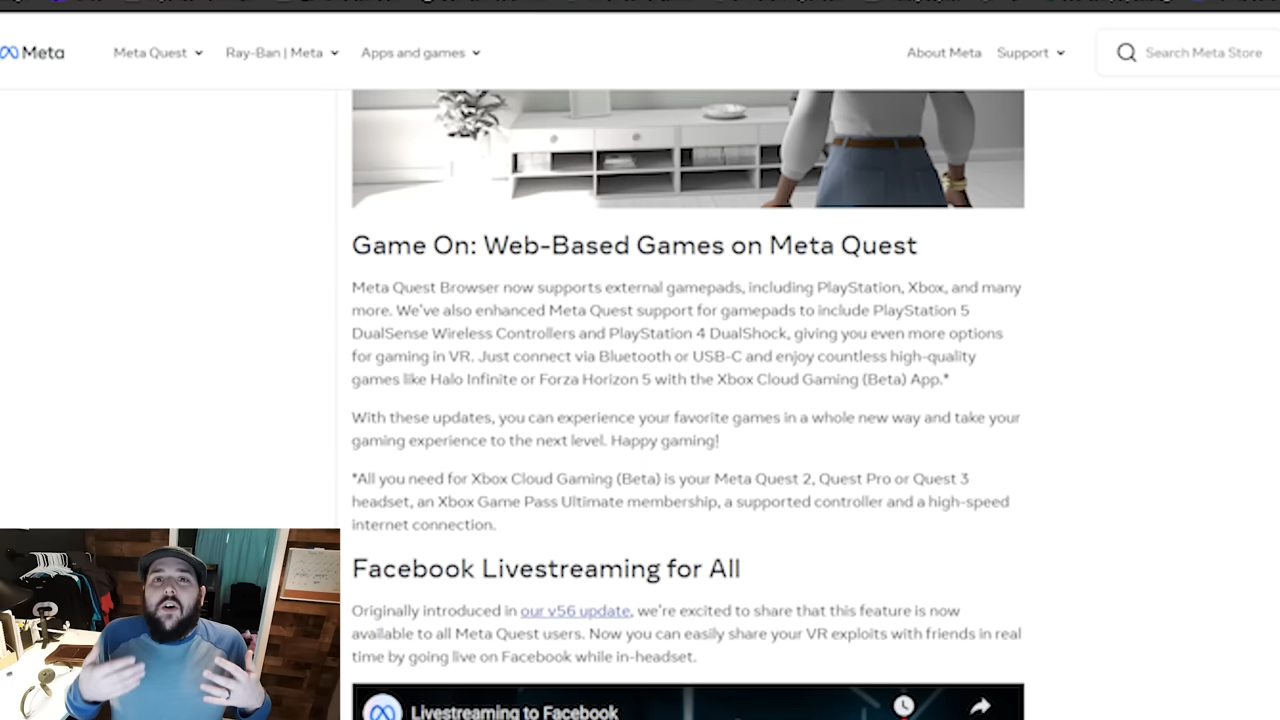 Meta
Meta Quest
Ray-Ban | Meta
Apps and games
About Meta
Support
Search Meta Store
Game On: Web-Based Games on Meta Quest
Meta Quest Browser now supports external gamepads, including PlayStation, Xbox, and many
more. We've also enhanced Meta Quest support for gamepads to include PlayStation 5
DualSense Wireless Controllers and PlayStation 4 DualShock, giving you even more options
for gaming in VR. Just connect via Bluetooth or USB-C and enjoy countless high-quality
games like Halo Infinite or Forza Horizon 5 with the Xbox Cloud Gaming (Beta) App.*
With these updates, you can experience your favorite games in a whole new way and take your
gaming experience to the next level. Happy gaming!
*All you need for Xbox Cloud Gaming (Beta) is your Meta Quest 2, Quest Pro or Quest 3
headset, an Xbox Game Pass Ultimate membership, a supported controller and a high-speed
internet connection.
Facebook Livestreaming for All
Originally introduced in our v56 update, we're excited to share that this feature is now
available to all Meta Quest users. Now you can easily share your VR exploits with friends in real
time by going live on Facebook while in-headset.
Livestreaming to Facebook